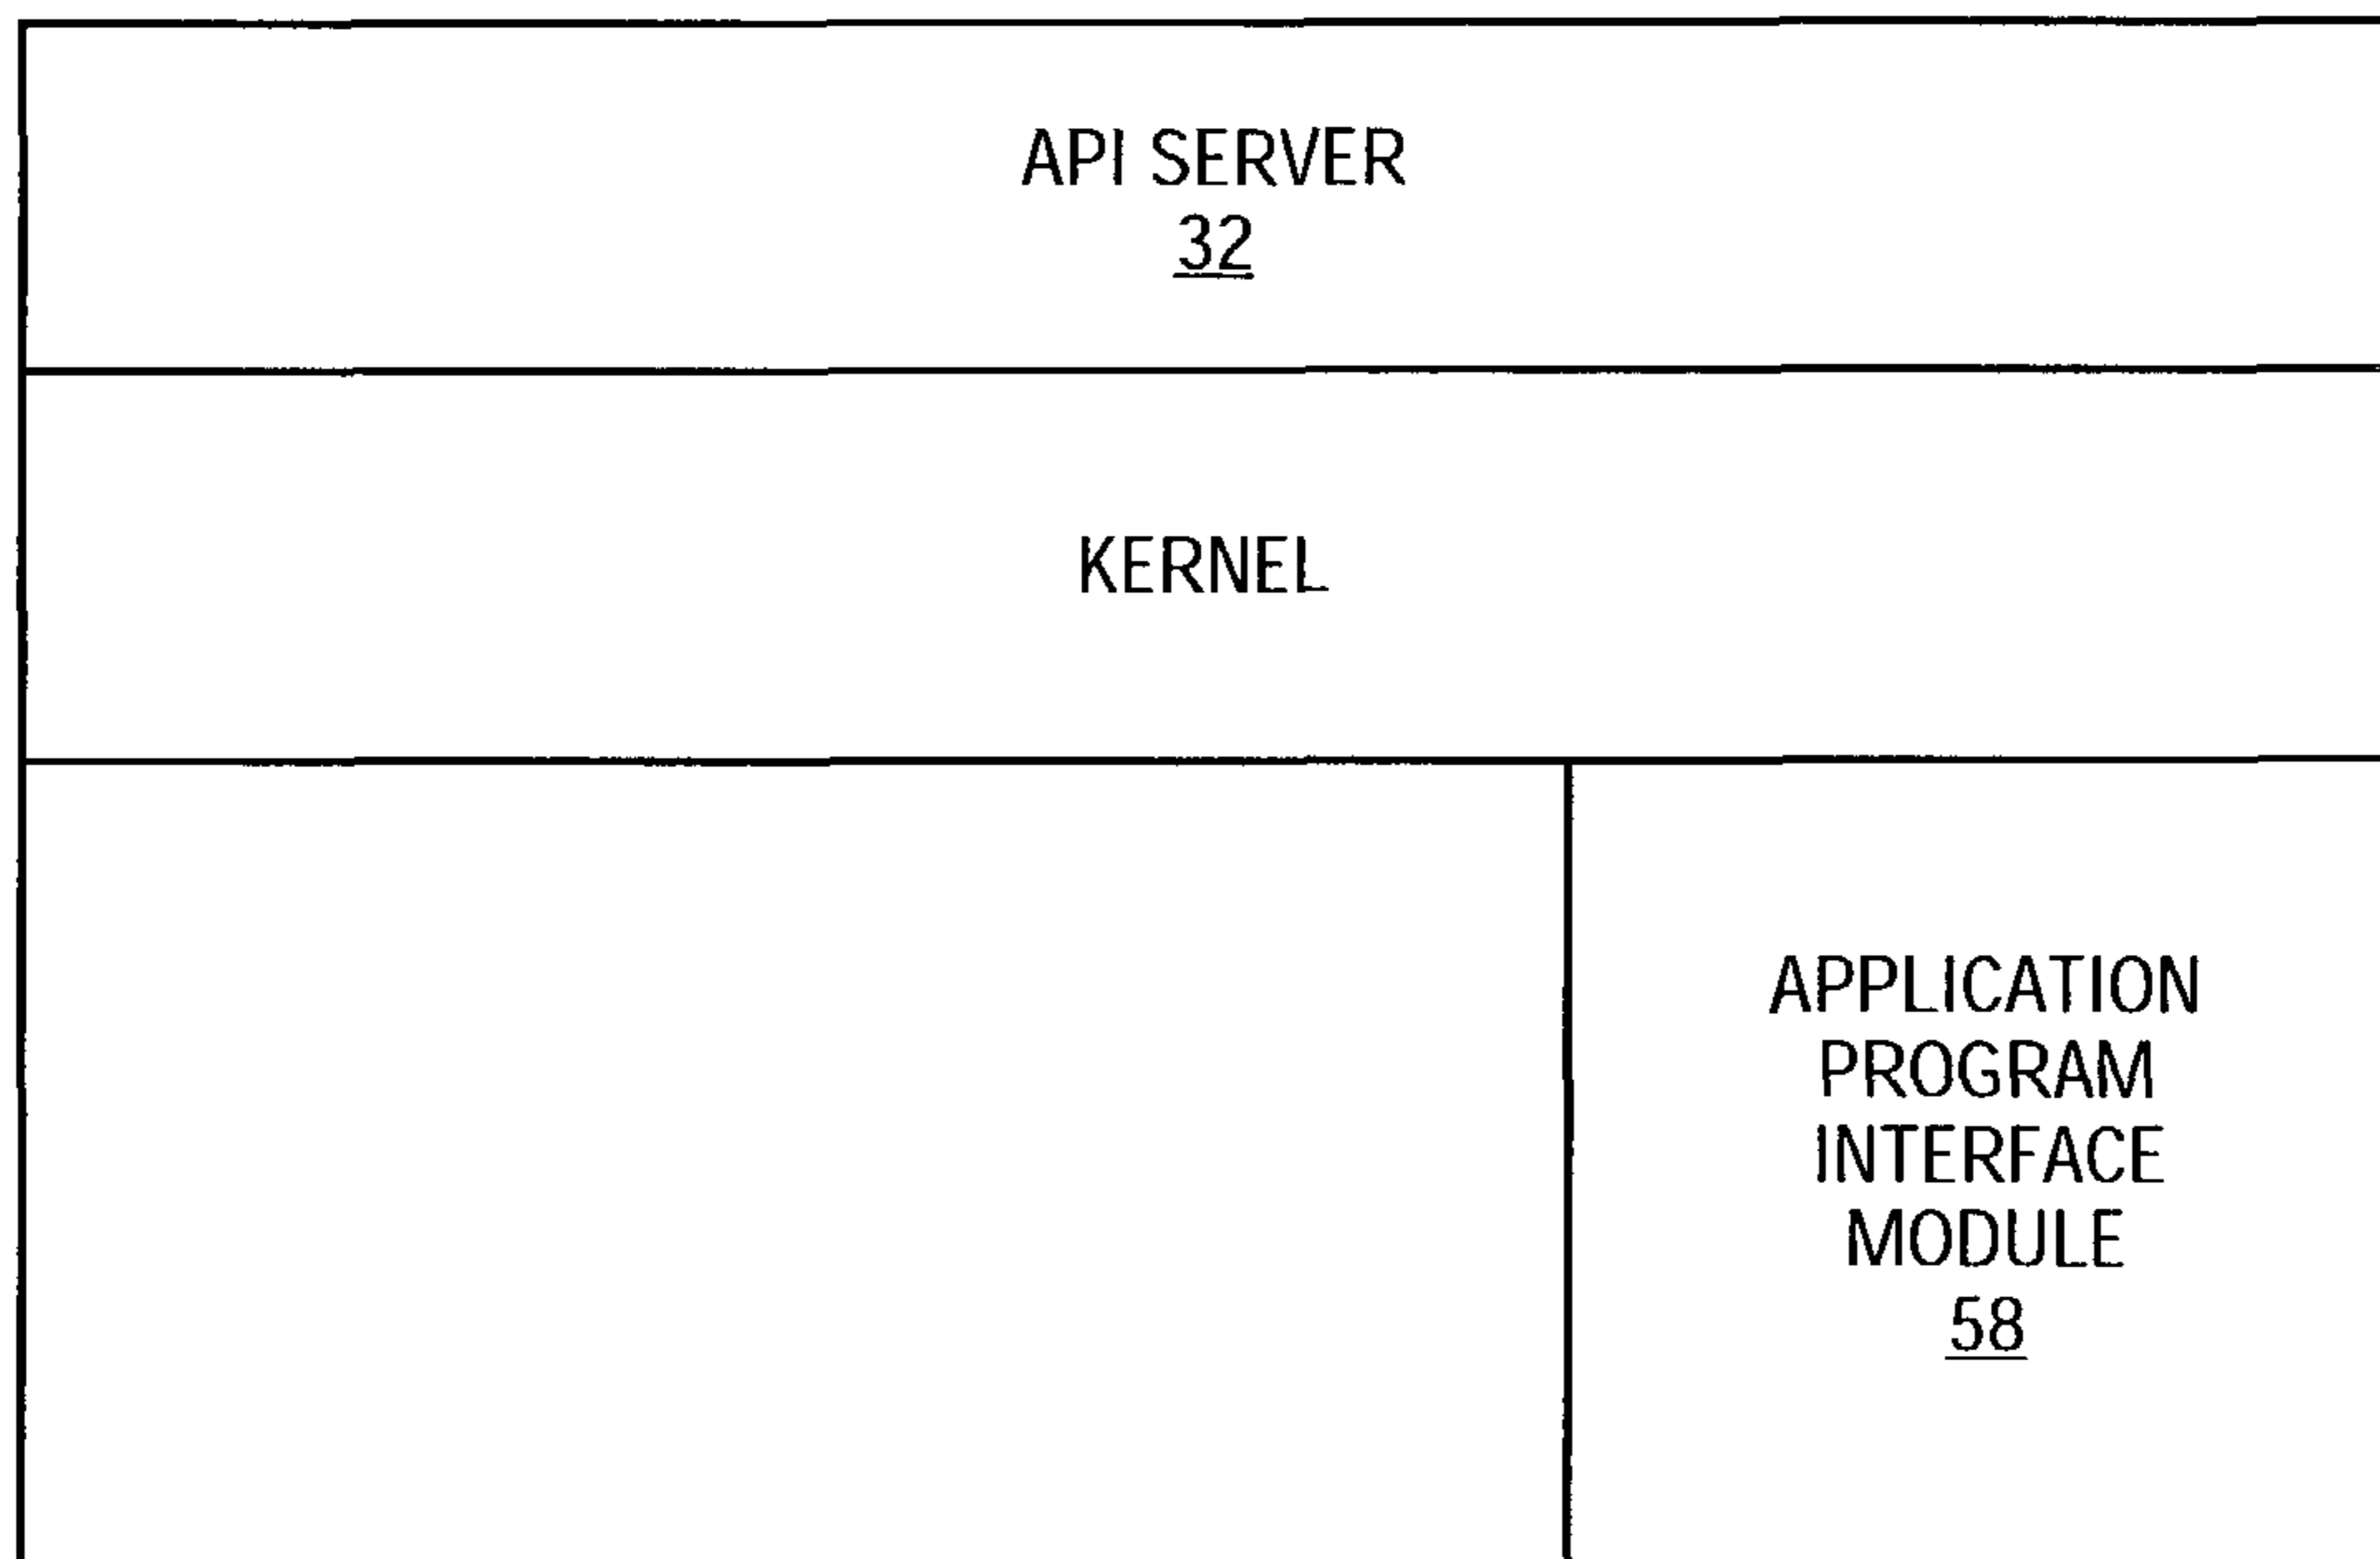 API SERVER
32
KERNEL
APPLICATION
PROGRAM
INTERFACE
MODULE
58